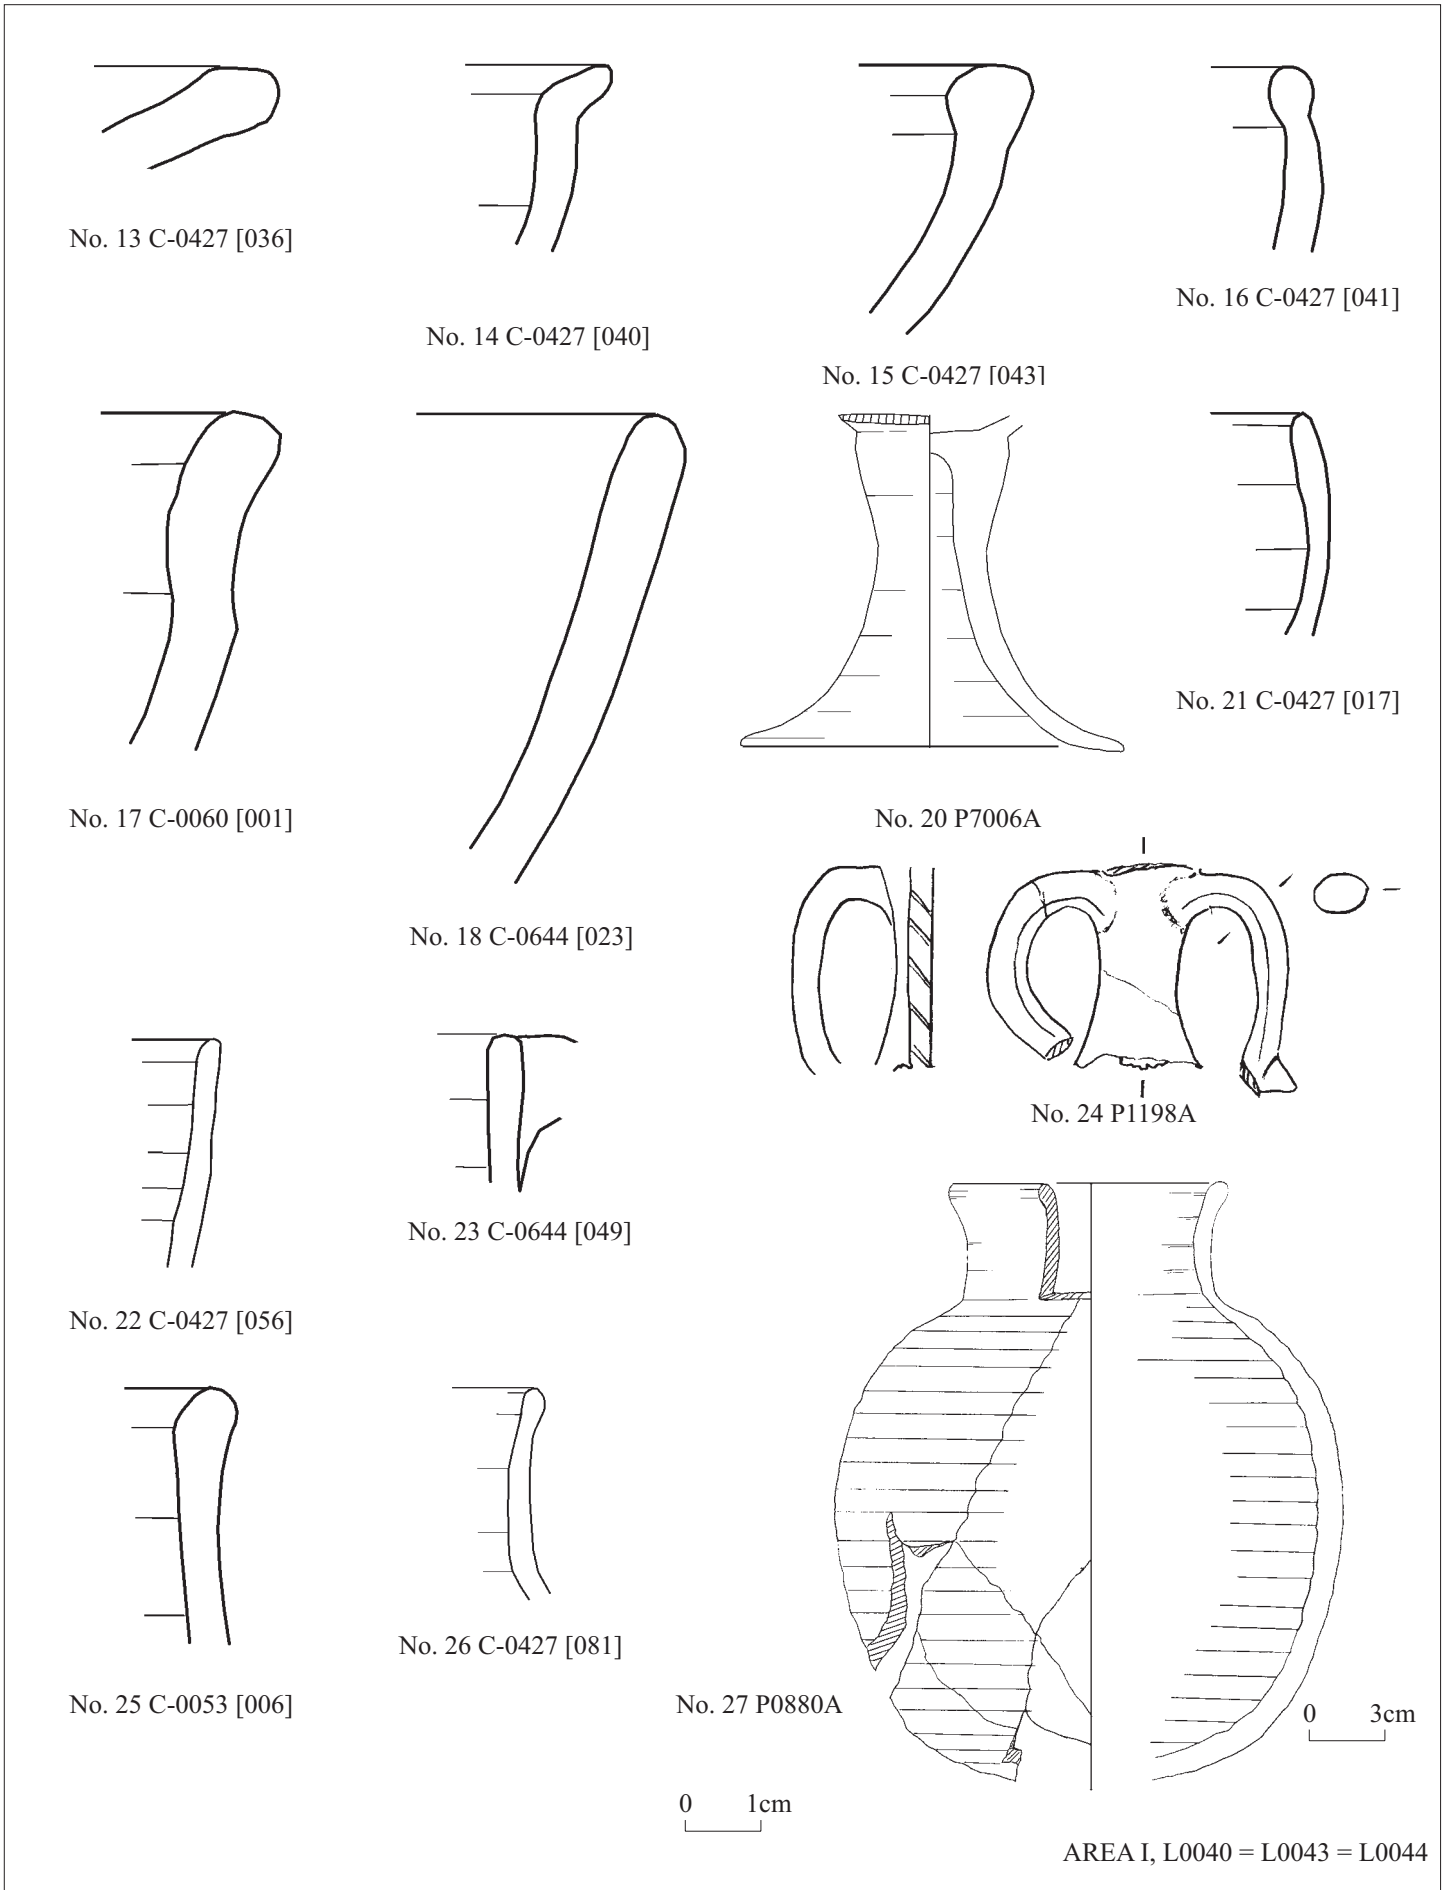 No. 13 C-0427 [036]
No. 14 C-0427 [040]
No. 15 C-0427 [043]
No. 16 C-0427 [041]
No. 17 C-0060 [001]
No. 18 C-0644 [023]
No. 20 P7006A
No. 21 C-0427 [017]
No. 22 C-0427 [056]
No. 23 C-0644 [049]
No. 24 P1198A
No. 25 C-0053 [006]
No. 26 C-0427 [081]
No. 27 P0880A
0 3cm
0 1cm
AREA I, L0040 = L0043 = L0044